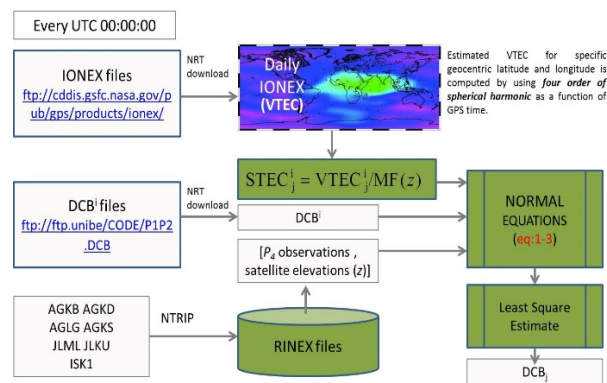 Every UTC 00:00:00
IONEX files
ftp://cddis.gsfc.nasa.gov/p
ub/gps/products/ionex/
NRT
download
Daily
IONEX
(VTEC)
Estimated VTEC for specific
geocentric latitude and longitude is
computed by using four order of
spherical harmonic as a function of
GPS time.
STEC^i_j = VTEC^i_j/MF(z)
DCB^i files
ftp://ftp.unibe/CODE/P1P2
.DCB
NRT
download
DCB^i
[P_4 observations ,
satellite elevations (z)]
NORMAL
EQUATIONS
(eq:1-3)
AGKB AGKD
AGLG AGKS
JLML JLKU
ISK1
NTRIP
RINEX files
Least Square
Estimate
DCB_j